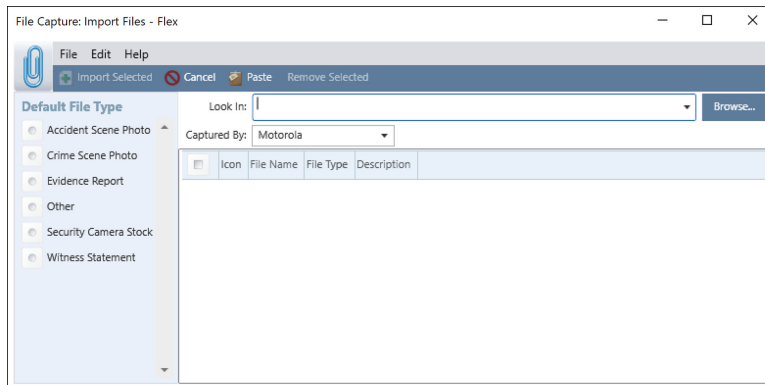 File Capture: Import Files - Flex
File Edit Help
Import Selected Cancel Paste Remove Selected
Default File Type
Accident Scene Photo
Crime Scene Photo
Evidence Report
Other
Security Camera Stock
Witness Statement
Look In:
Browse...
Captured By: Motorola
Icon File Name File Type Description